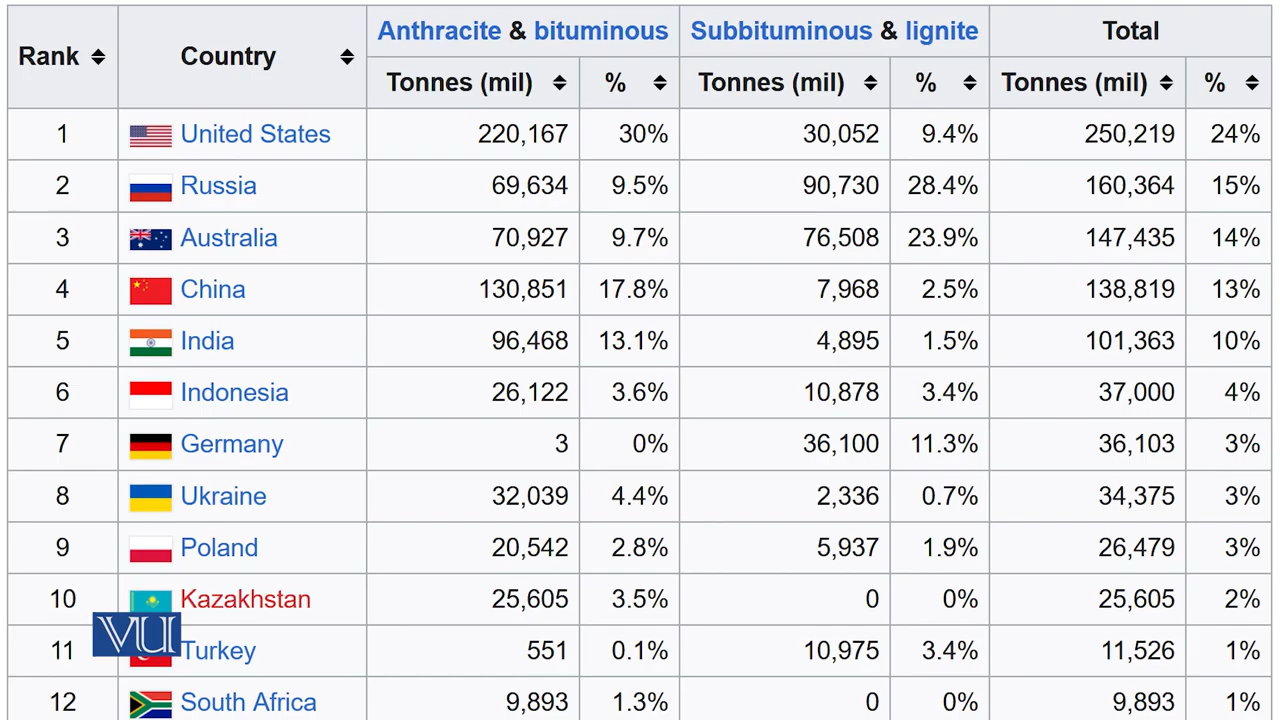 Rank Country Anthracite & bituminous Subbituminous & lignite Total
Tonnes (mil) % Tonnes (mil) % Tonnes (mil) %
1 United States 220,167 30% 30,052 9.4% 250,219 24%
2 Russia 69,634 9.5% 90,730 28.4% 160,364 15%
3 Australia 70,927 9.7% 76,508 23.9% 147,435 14%
4 China 130,851 17.8% 7,968 2.5% 138,819 13%
5 India 96,468 13.1% 4,895 1.5% 101,363 10%
6 Indonesia 26,122 3.6% 10,878 3.4% 37,000 4%
7 Germany 3 0% 36,100 11.3% 36,103 3%
8 Ukraine 32,039 4.4% 2,336 0.7% 34,375 3%
9 Poland 20,542 2.8% 5,937 1.9% 26,479 3%
10 Kazakhstan 25,605 3.5% 0 0% 25,605 2%
VU
11 Turkey 551 0.1% 10,975 3.4% 11,526 1%
12 South Africa 9,893 1.3% 0 0% 9,893 1%